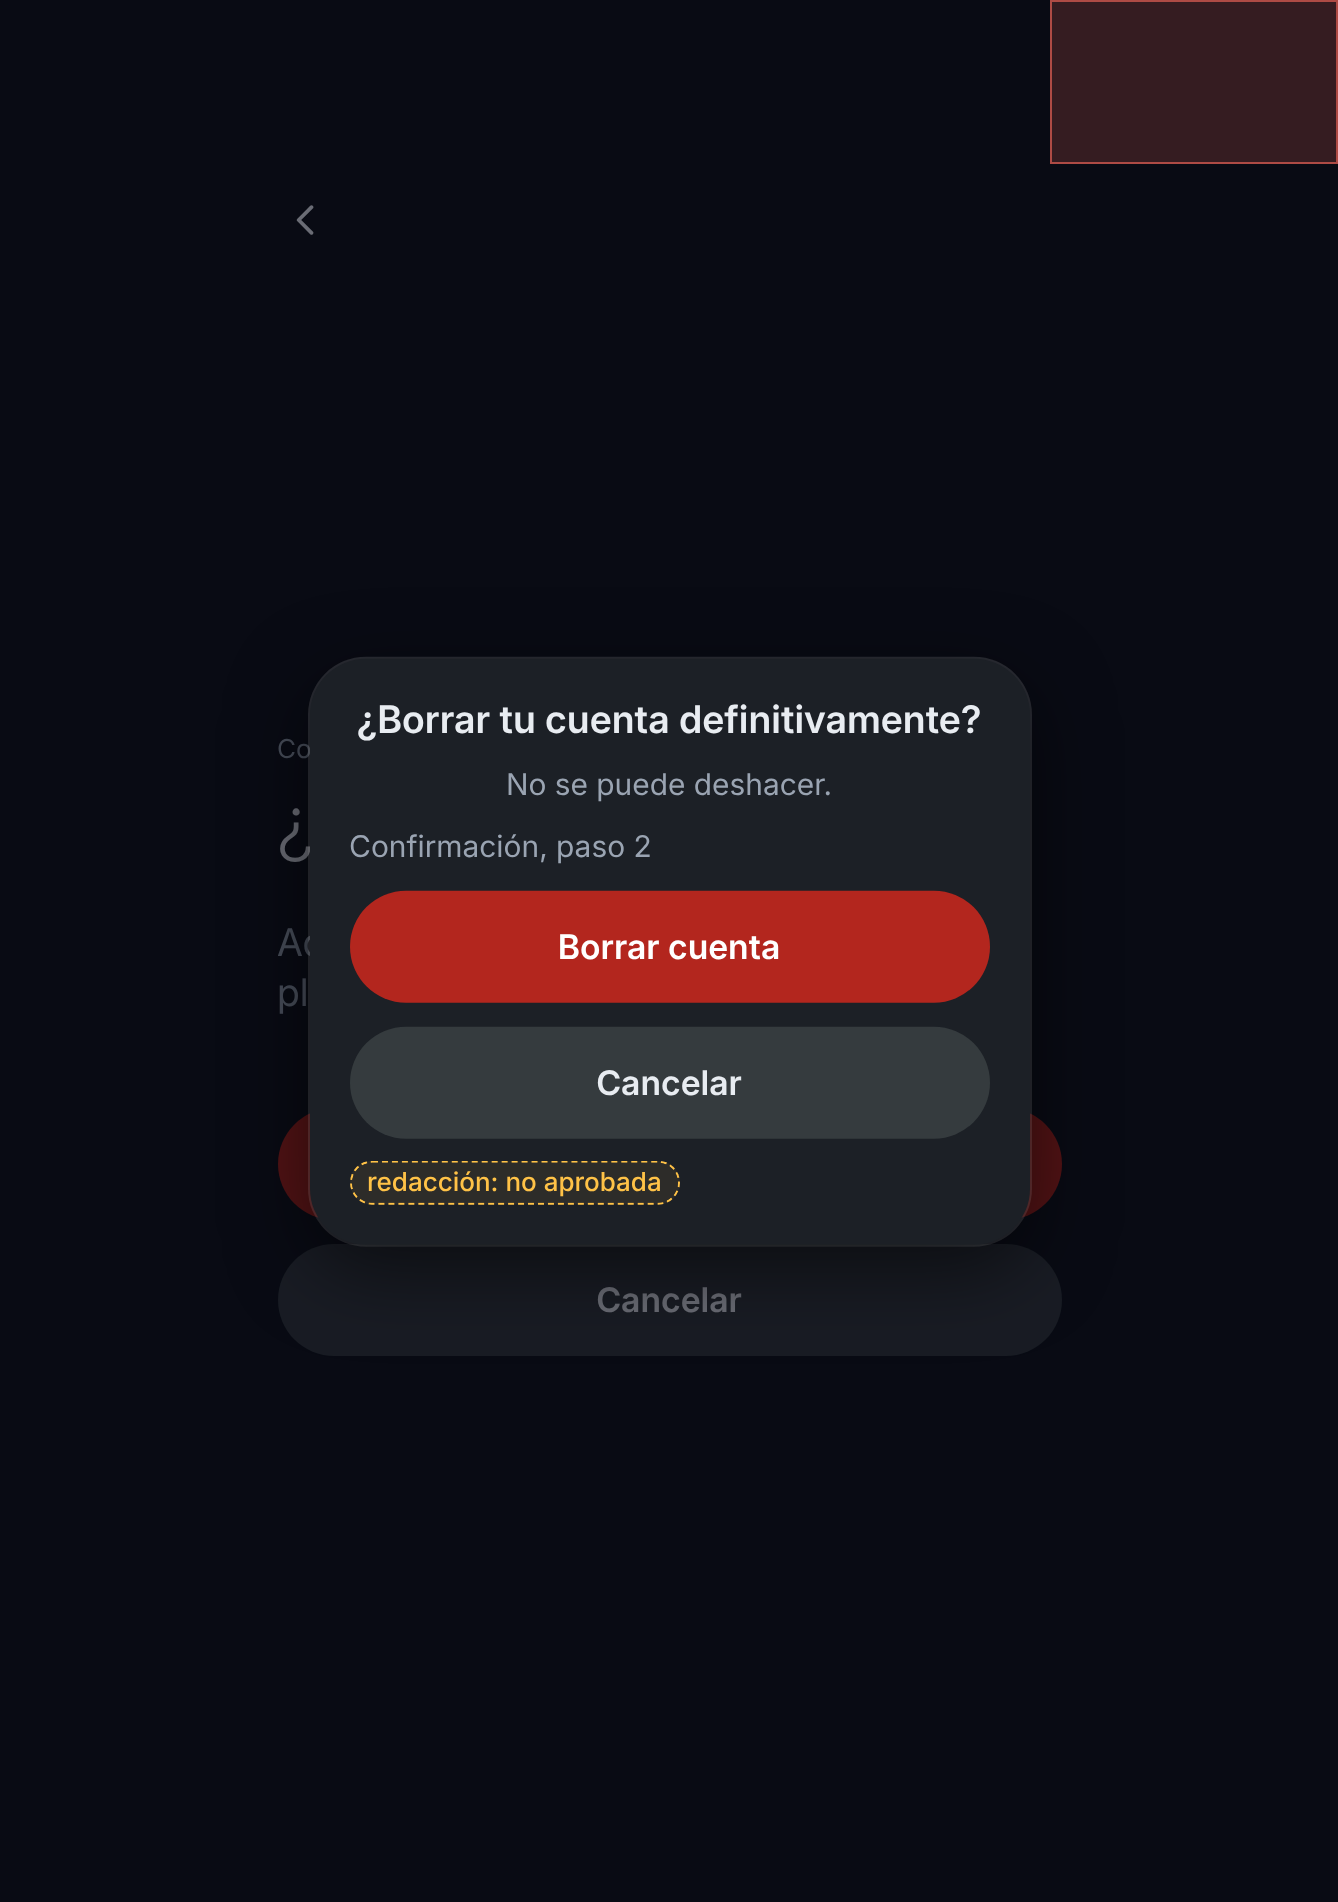 ¿Borrar tu cuenta definitivamente?
No se puede deshacer.
Confirmación, paso 2
Borrar cuenta
Cancelar
redacción: no aprobada
Cancelar